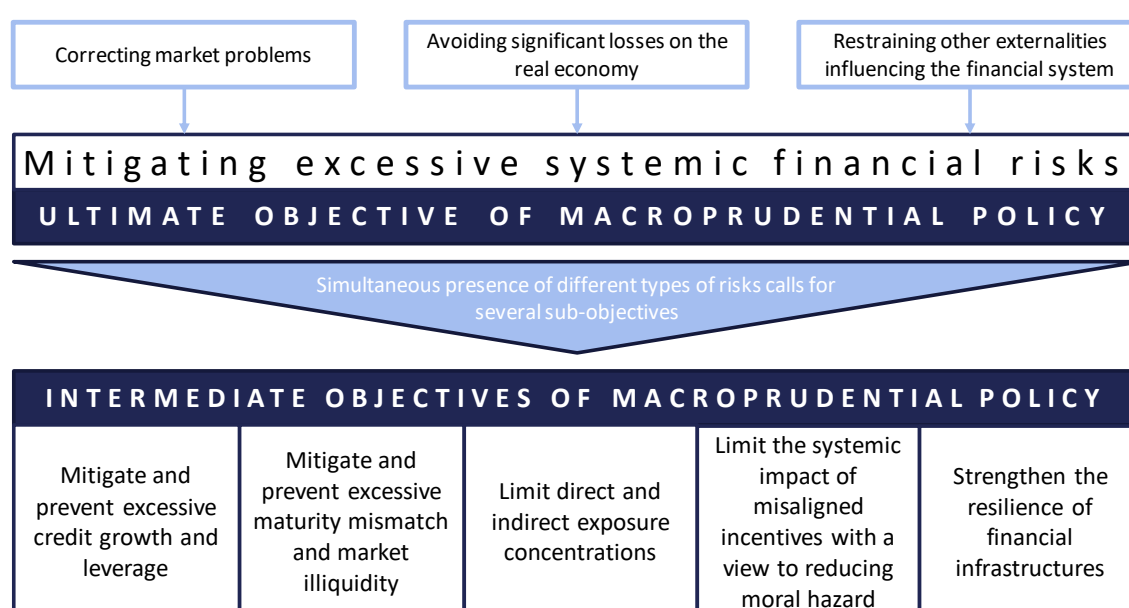 Correcting market problems
Avoiding significant losses on the
real economy
Restraining other externalities
influencing the financial system
Mitigating excessive systemic financial risks
ULTIMATE OBJECTIVE OF MACROPRUDENTIAL POLICY
Simultaneous presence of different types of risks calls for
several sub-objectives
INTERMEDIATE OBJECTIVES OF MACROPRUDENTIAL POLICY
Mitigate and
prevent excessive
credit growth and
leverage
Mitigate and
prevent excessive
maturity mismatch
and market
illiquidity
Limit direct and
indirect exposure
concentrations
Limit the systemic
impact of
misaligned
incentives with a
view to reducing
moral hazard
Strengthen the
resilience of
financial
infrastructures